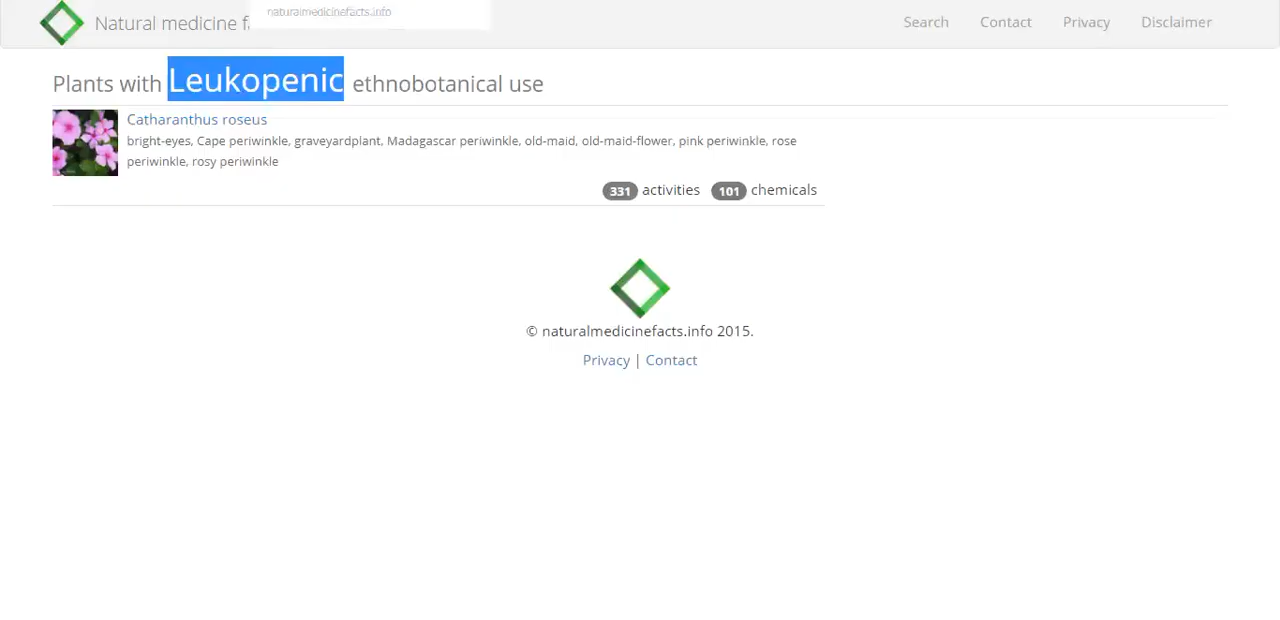 naturalmedicinefacts.info
Natural medicine f
Search Contact Privacy Disclaimer
Plants with Leukopenic ethnobotanical use
Catharanthus roseus
bright-eyes, Cape periwinkle, graveyardplant, Madagascar periwinkle, old-maid, old-maid-flower, pink periwinkle, rose
periwinkle, rosy periwinkle
331 activities 101 chemicals
© naturalmedicinefacts.info 2015.
Privacy | Contact